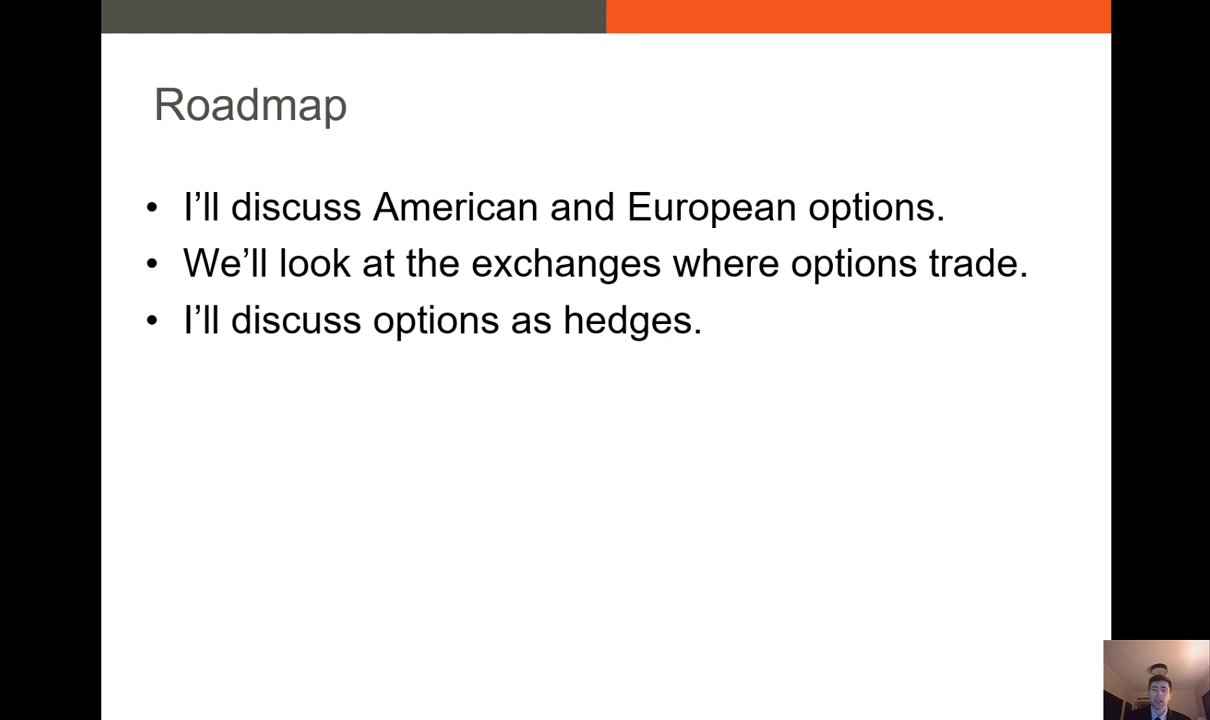 Roadmap
• I’ll discuss American and European options.
• We’ll look at the exchanges where options trade.
• I’ll discuss options as hedges.